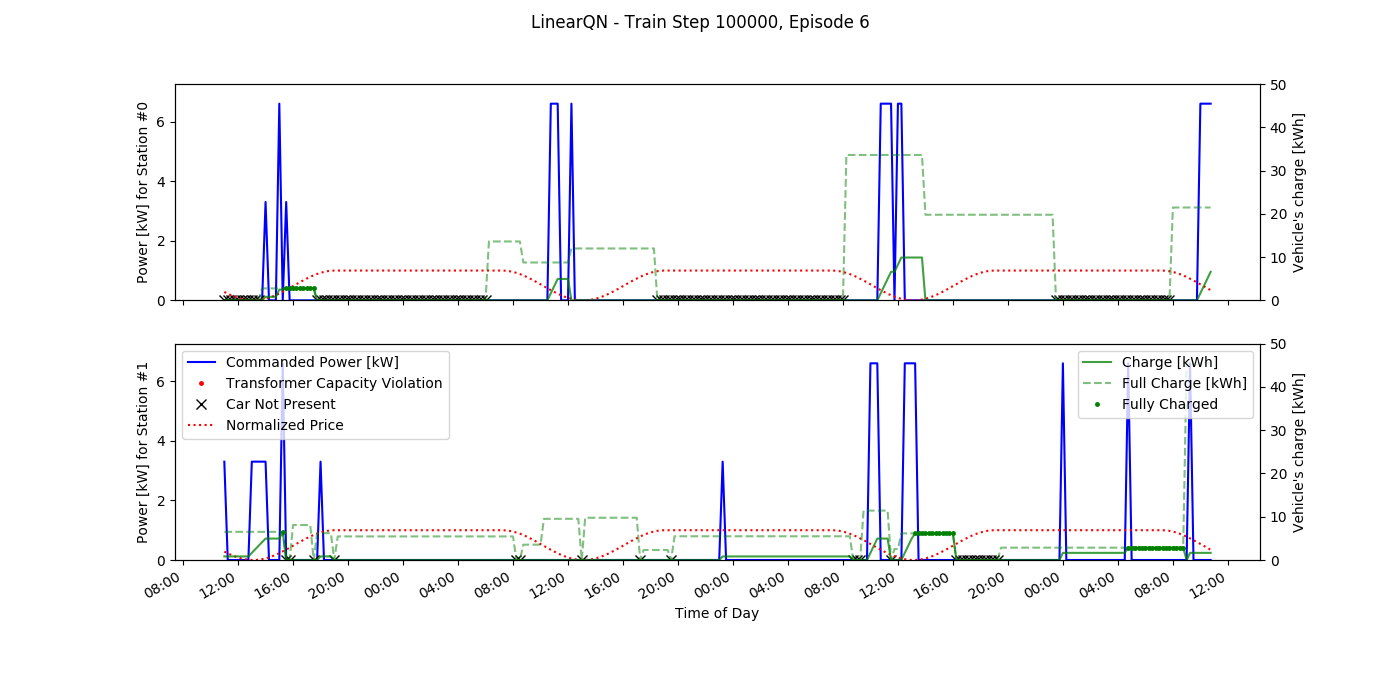 LinearQN - Train Step 100000, Episode 6
Power [kW] for Station #0
6
4
2
0
50
40
30
20
10
0
Vehicle's charge [kWh]
Power [kW] for Station #1
6
4
2
0
Commanded Power [kW]
Transformer Capacity Violation
Car Not Present
Normalized Price
Charge [kWh]
Full Charge [kWh]
Fully Charged
50
40
30
20
10
0
Vehicle's charge [kWh]
08:00 12:00 16:00 20:00 00:00 04:00 08:00 12:00 16:00 20:00 00:00 04:00 08:00 12:00 16:00 20:00 00:00 04:00 08:00 12:00
Time of Day